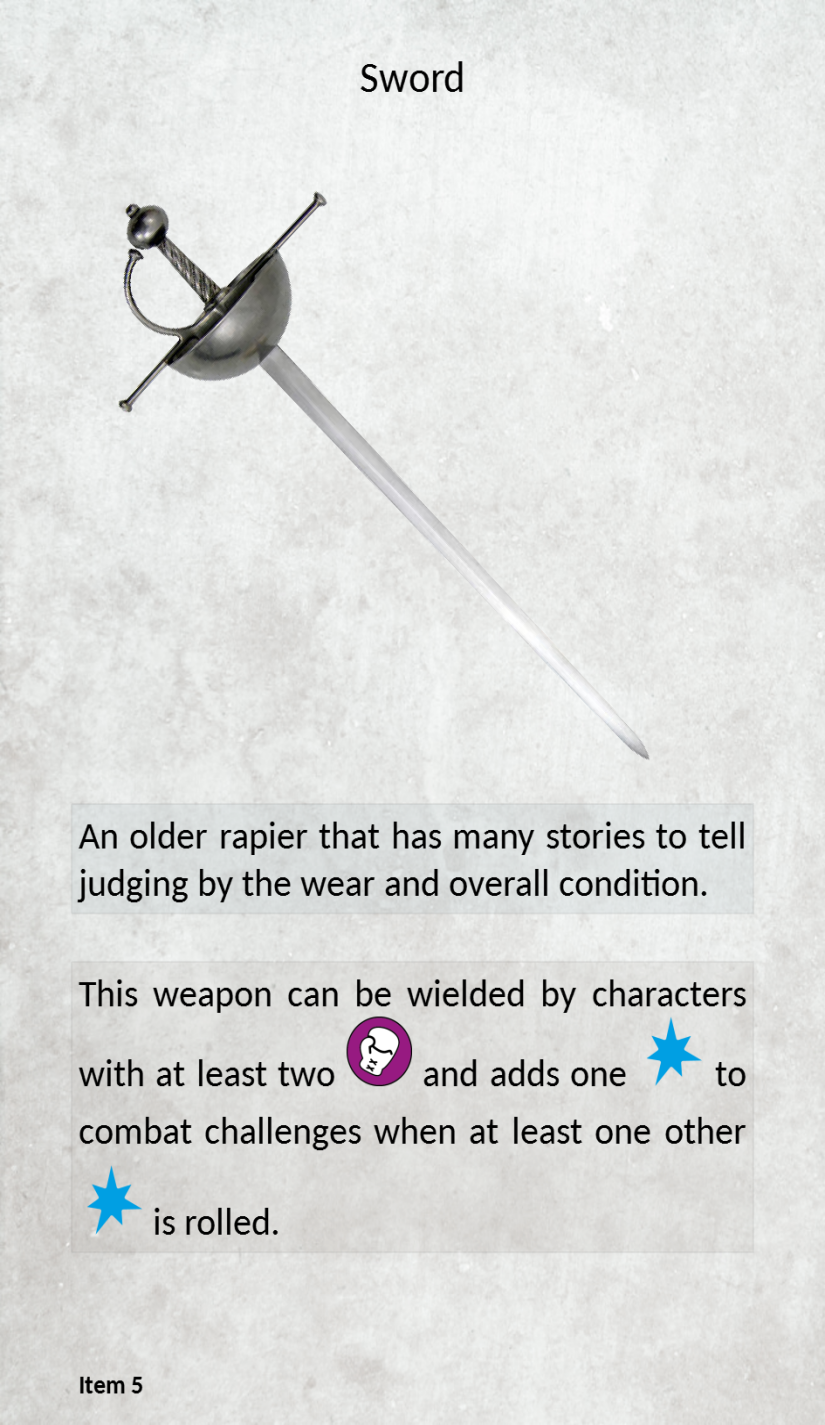 Sword
An older rapier that has many stories to tell
judging by the wear and overall condition.
This weapon can be wielded by characters
with at least two and adds one to
combat challenges when at least one other
is rolled.
Item 5